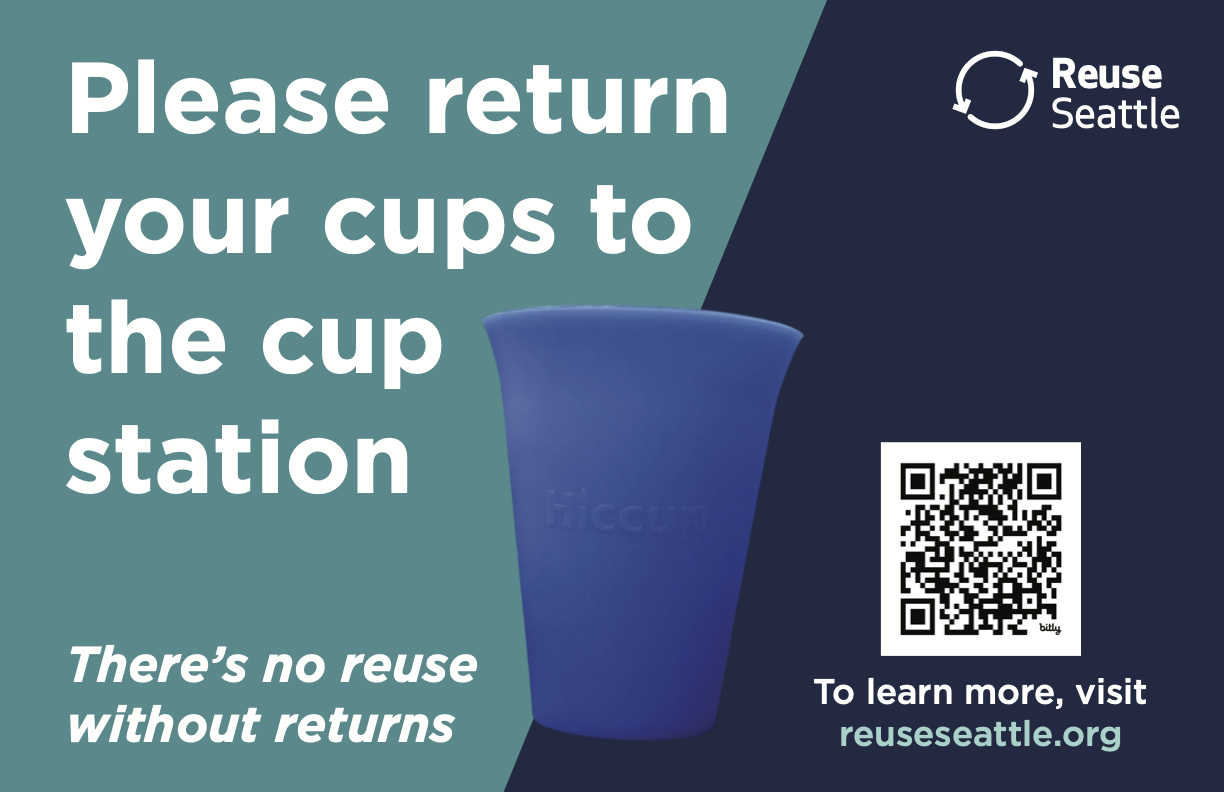 Please return
your cups to
the cup
station
There's no reuse
without returns
Reuse
Seattle
Hiccup
bitly
To learn more, visit
reuseseattle.org